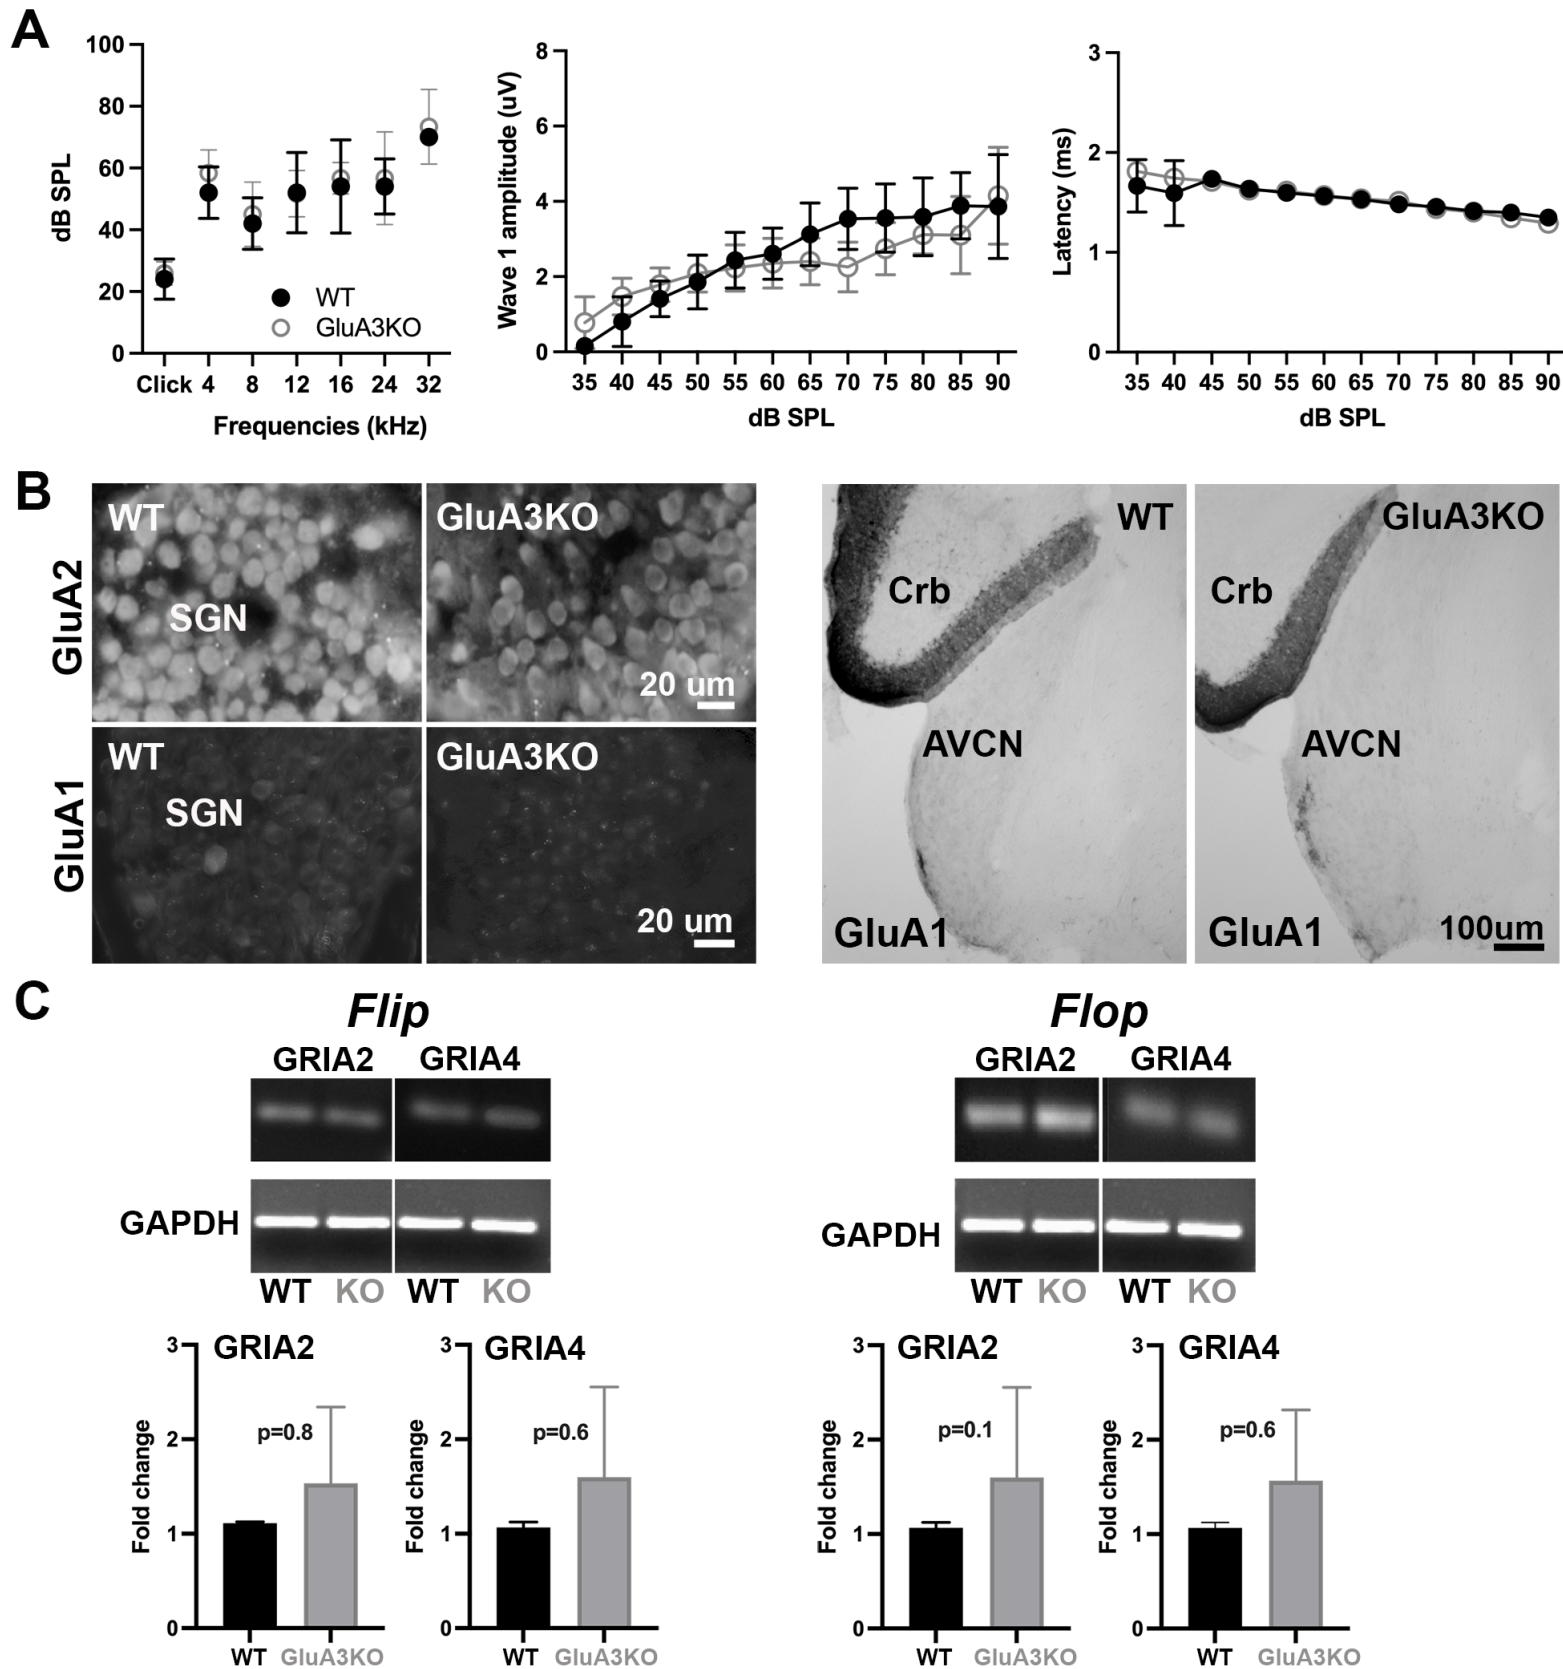 A
dB SPL
100
80
60
40
20
0
WT
GluA3KO
Click 4 8 12 16 24 32
Frequencies (kHz)
Wave 1 amplitude (uV)
8
6
4
2
0
35 40 45 50 55 60 65 70 75 80 85 90
dB SPL
Latency (ms)
3
2
1
0
35 40 45 50 55 60 65 70 75 80 85 90
dB SPL
B
GluA2
WT
SGN
GluA3KO
20 um
GluA1
WT
SGN
GluA3KO
20 um
WT
Crb
AVCN
GluA1
GluA3KO
Crb
AVCN
GluA1
100um
C
Flip
GRIA2 GRIA4
GAPDH
WT KO WT KO
Flop
GRIA2 GRIA4
GAPDH
WT KO WT KO
GRIA2
Fold change
3
2
1
0
p=0.8
WT GluA3KO
GRIA4
Fold change
3
2
1
0
p=0.6
WT GluA3KO
GRIA2
Fold change
3
2
1
0
p=0.1
WT GluA3KO
GRIA4
Fold change
3
2
1
0
p=0.6
WT GluA3KO